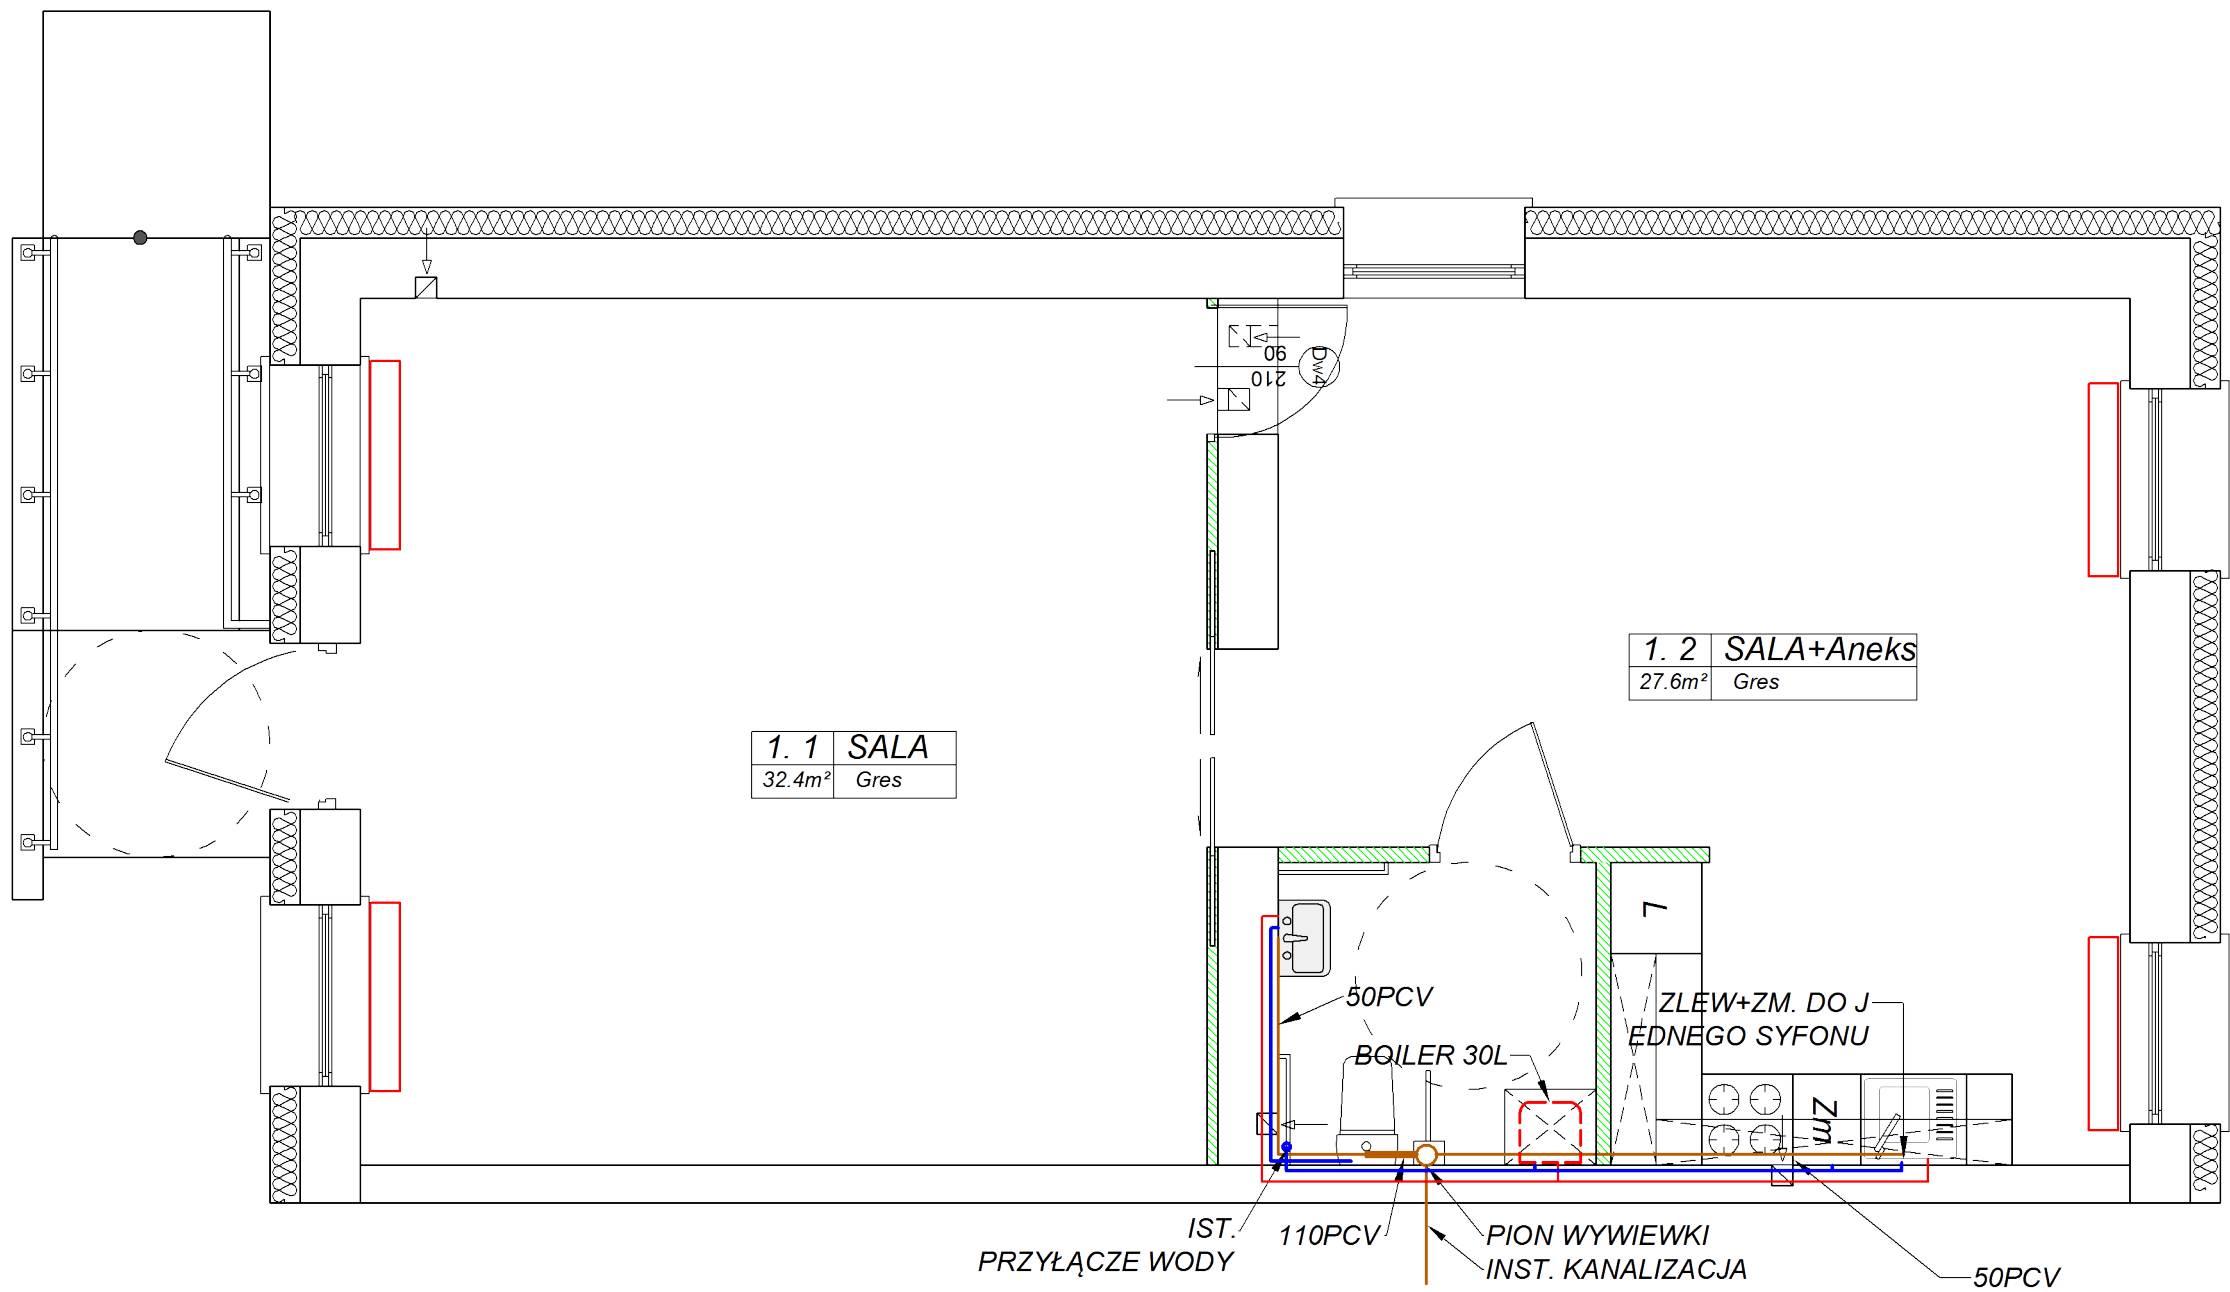 90
210
Dw4
1. 2 SALA+Aneks
27.6m² Gres
1. 1 SALA
32.4m² Gres
L
50PCV
ZLEW+ZM. DO J
EDNEGO SYFONU
BOILER 30L
Zm
IST.
PRZYŁĄCZE WODY
110PCV
PION WYWIEWKI
INST. KANALIZACJA
50PCV